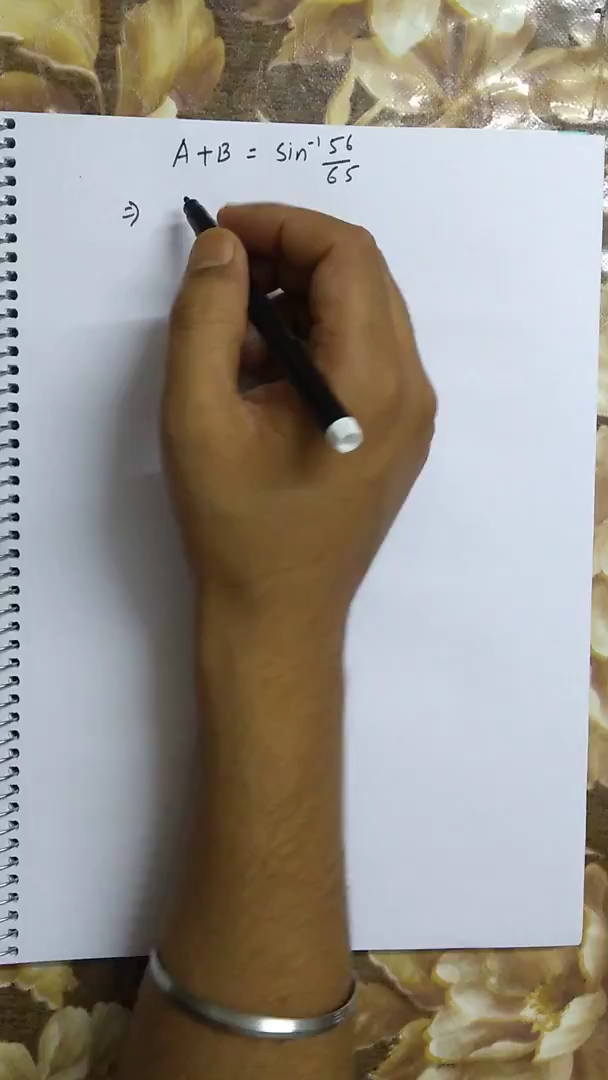 A + B = sin⁻¹ 56/65
⇒